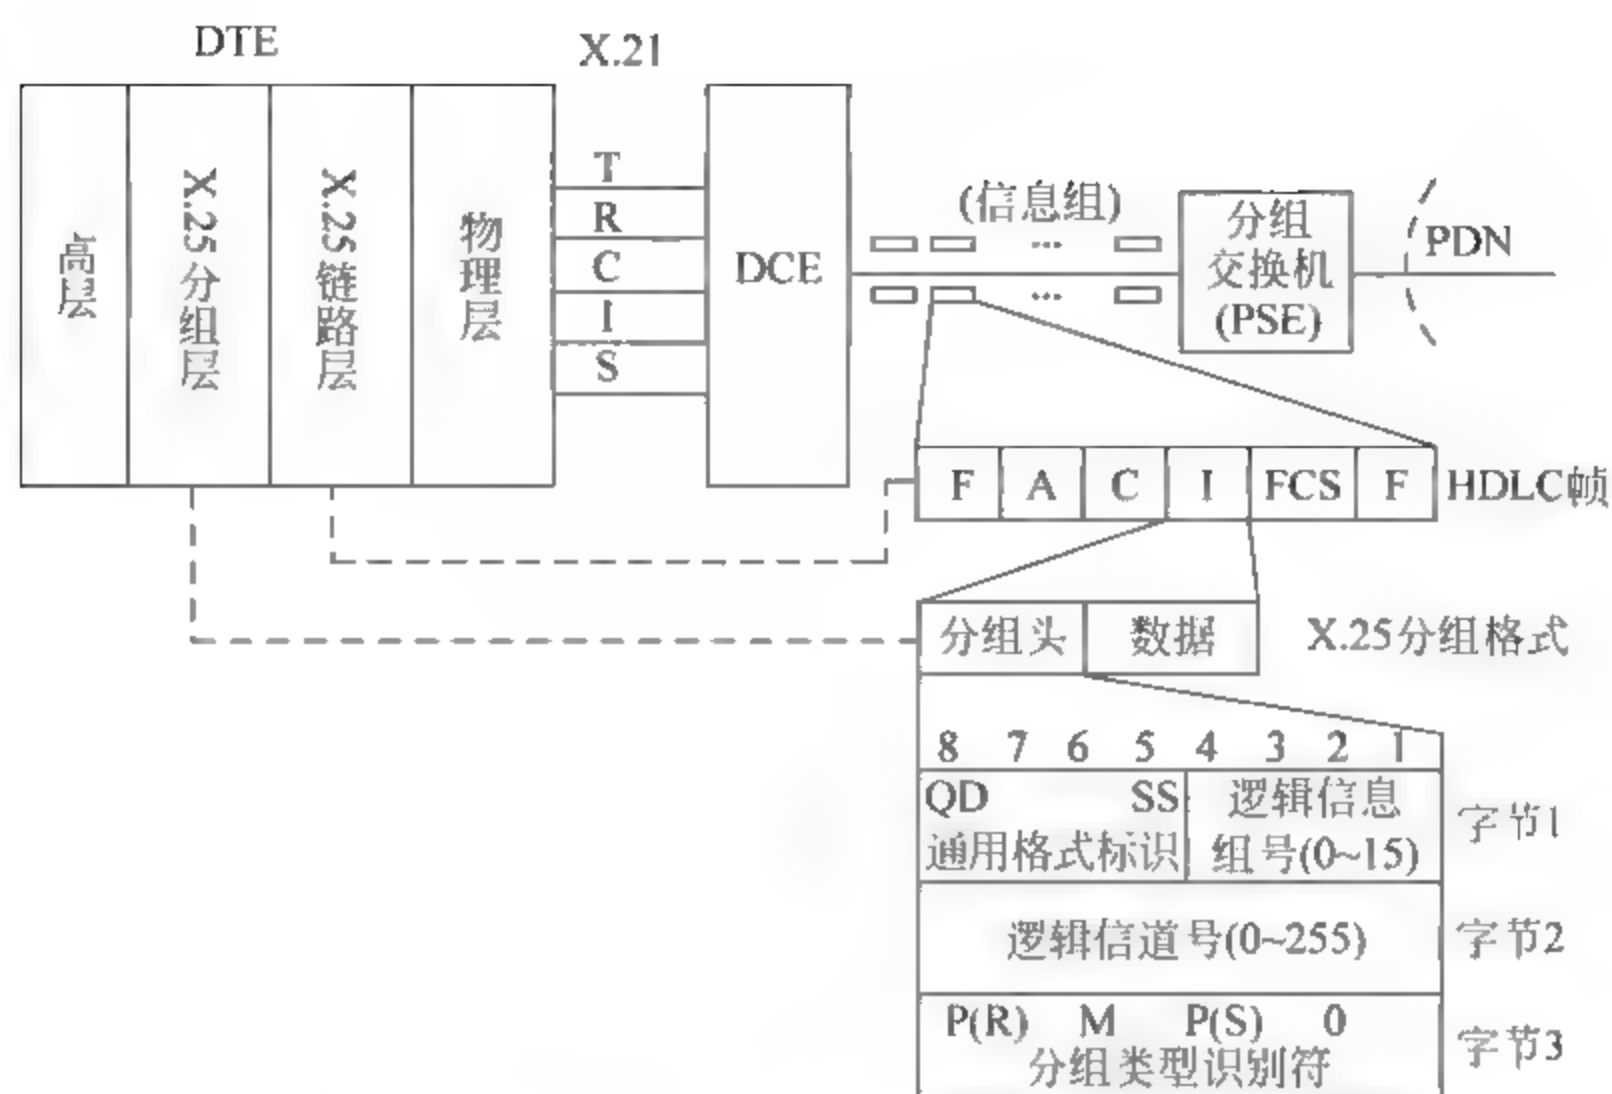 DTE
X.21
高层
X.25分组层
X.25链路层
物理层
T
R
C
I
S
DCE
(信息组)
...
...
分组
交换机
(PSE)
PDN
F A C I FCS F HDLC帧
分组头 数据 X.25分组格式
8 7 6 5 4 3 2 1
QD SS
通用格式标识
逻辑信息
组号(0~15)
字节1
逻辑信道号(0~255) 字节2
P(R) M P(S) 0
分组类型识别符
字节3